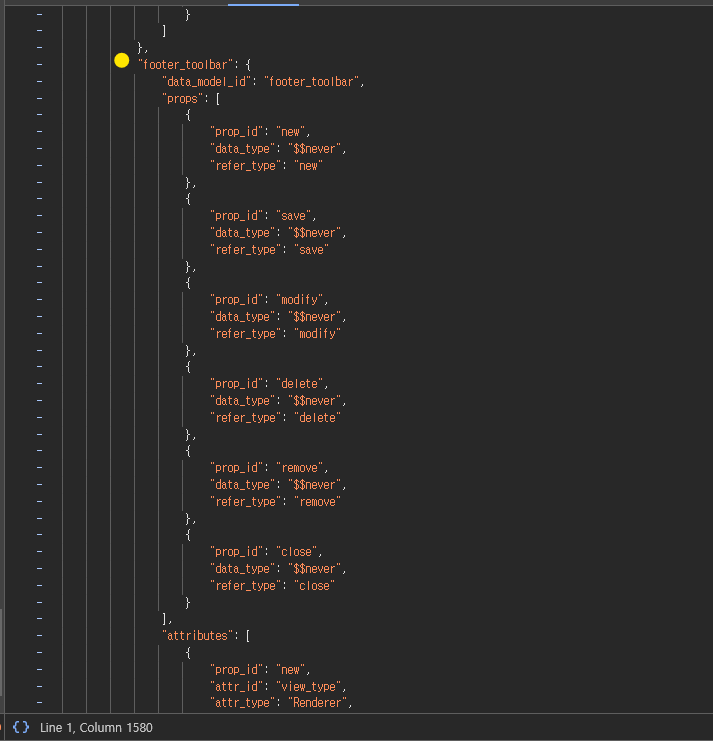 }
]
},
"footer_toolbar": {
"data_model_id": "footer_toolbar",
"props": [
{
"prop_id": "new",
"data_type": "$$never",
"refer_type": "new"
},
{
"prop_id": "save",
"data_type": "$$never",
"refer_type": "save"
},
{
"prop_id": "modify",
"data_type": "$$never",
"refer_type": "modify"
},
{
"prop_id": "delete",
"data_type": "$$never",
"refer_type": "delete"
},
{
"prop_id": "remove",
"data_type": "$$never",
"refer_type": "remove"
},
{
"prop_id": "close",
"data_type": "$$never",
"refer_type": "close"
}
],
"attributes": [
{
"prop_id": "new",
"attr_id": "view_type",
"attr_type": "Renderer",
{} Line 1, Column 1580